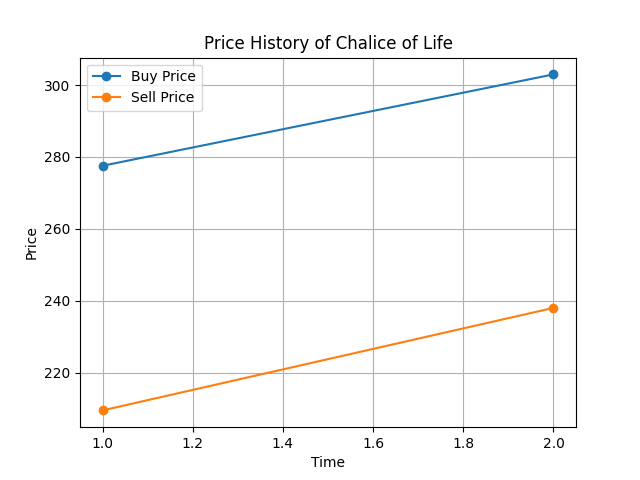 Price History of Chalice of Life
Buy Price
Sell Price
300
280
260
240
220
Price
1.0 1.2 1.4 1.6 1.8 2.0
Time